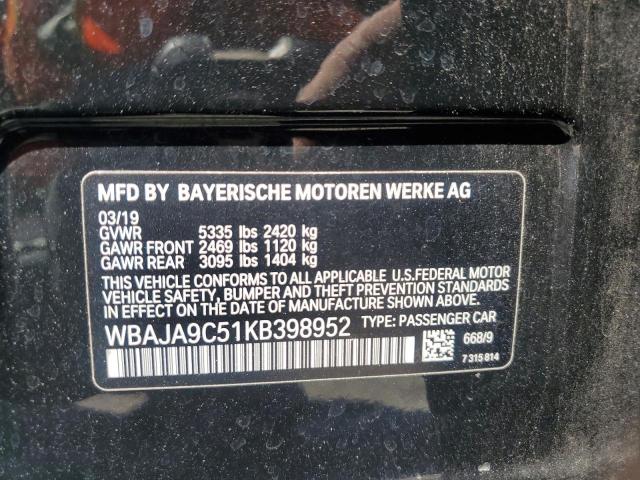 MFD BY BAYERISCHE MOTOREN WERKE AG
03/19
GVWR 5335 lbs 2420 kg
GAWR FRONT 2469 lbs 1120 kg
GAWR REAR 3095 lbs 1404 kg
THIS VEHICLE CONFORMS TO ALL APPLICABLE U.S.FEDERAL MOTOR
VEHICLE SAFETY, BUMPER, AND THEFT PREVENTION STANDARDS
IN EFFECT ON THE DATE OF MANUFACTURE SHOWN ABOVE.
WBAJA9C51KB398952 TYPE: PASSENGER CAR
668/9
7 315 814